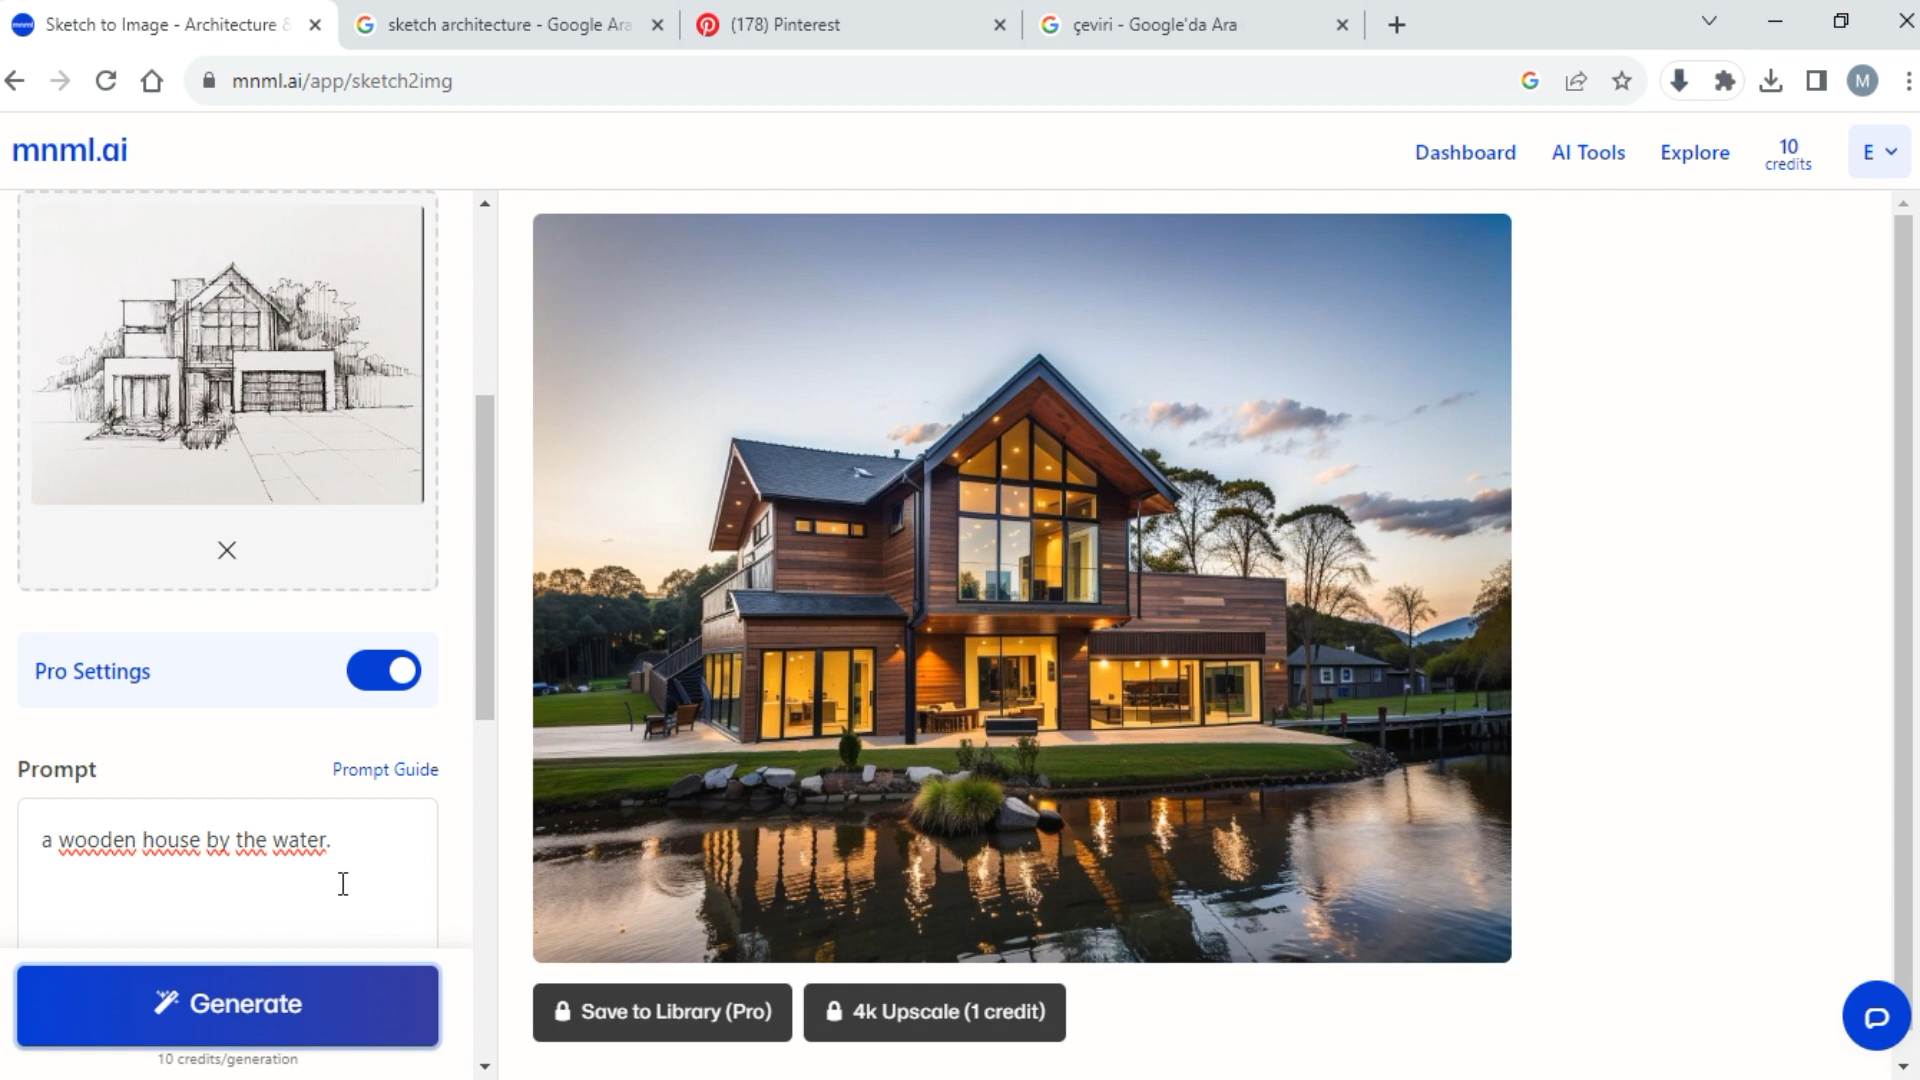 Sketch to Image - Architecture &
sketch architecture - Google Ara
(178) Pinterest
çeviri - Google'da Ara
mnml.ai/app/sketch2img
M
mnml.ai
Dashboard
AI Tools
Explore
10
credits
E
Pro Settings
Prompt
Prompt Guide
a wooden house by the water.
Generate
10 credits/generation
Save to Library (Pro)
4k Upscale (1 credit)